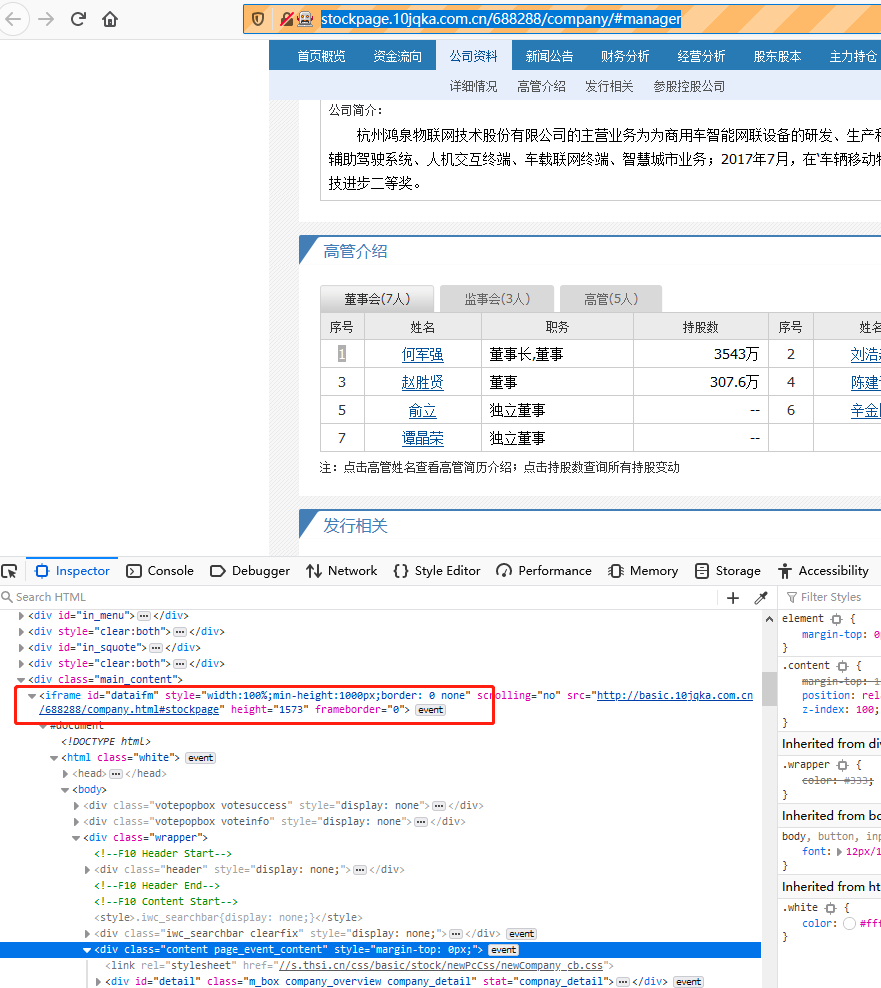 stockpage.10jqka.com.cn/688288/company/#manager
首页概览 资金流向 公司资料 新闻公告 财务分析 经营分析 股东股本 主力持仓
详细情况 高管介绍 发行相关 参股控股公司
公司简介：
杭州鸿泉物联网技术股份有限公司的主营业务为为商用车智能网联设备的研发、生产和
辅助驾驶系统、人机交互终端、车载联网终端、智慧城市业务；2017年7月，在'车辆移动物
技进步二等奖。
高管介绍
董事会(7人) 监事会(3人) 高管(5人)
序号 姓名 职务 持股数 序号 姓名
1 何军强 董事长,董事 3543万 2 刘浩
3 赵胜贤 董事 307.6万 4 陈建
5 俞立 独立董事 -- 6 辛金
7 谭晶荣 独立董事 --
注：点击高管姓名查看高管简历介绍；点击持股数查询所有持股变动
发行相关
Inspector Console Debugger Network {} Style Editor Performance Memory Storage Accessibility
Search HTML + Filter Styles
<div id="in_menu"> ••• </div>
<div style="clear:both"> ••• </div>
<div id="in_squote"> ••• </div>
<div style="clear:both"> ••• </div>
<div class="main_content">
<iframe id="dataifm" style="width:100%;min-height:1000px;border: 0 none" scrolling="no" src="http://basic.10jqka.com.cn
/688288/company.html#stockpage" height="1573" frameborder="0"> event
#document
<!DOCTYPE html>
<html class="white"> event
<head> ••• </head>
<body>
<div class="votepopbox votesuccess" style="display: none"> ••• </div>
<div class="votepopbox voteinfo" style="display: none"> ••• </div>
<div class="wrapper">
<!--F10 Header Start-->
<div class="header" style="display: none;"> ••• </div>
<!--F10 Header End-->
<!--F10 Content Start-->
<style>.iwc_searchbar{display: none;}</style>
<div class="iwc_searchbar clearfix" style="display: none;"> ••• </div> event
<div class="content page_event_content" style="margin-top: 0px;"> event
<link rel="stylesheet" href="//s.thsi.cn/css/basic/stock/newPcCss/newCompany_cb.css">
<div id="detail" class="m_box company_overview company_detail" stat="compnay_detail"> ••• </div> event
element {
margin-top: 0
}
.content {
margin-top: 1
position: rel
z-index: 100;
}
Inherited from di
.wrapper {
color: #333;
}
Inherited from bo
body, button, inp
font: 12px/1
}
Inherited from ht
.white {
color: #fff
}